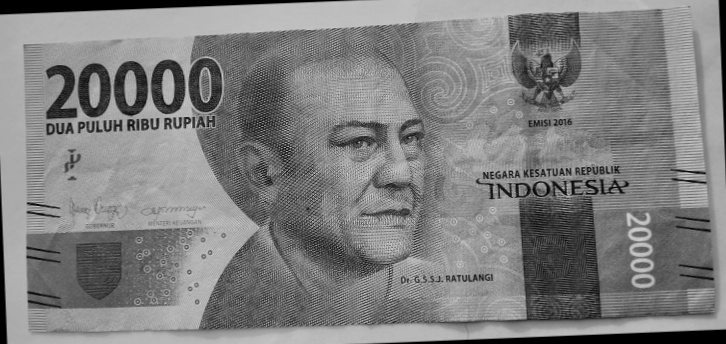 20000
DUA PULUH RIBU RUPIAH
EMISI 2016
NEGARA KESATUAN REPUBLIK
INDONESIA
GUBERNUR
MENTERI KEUANGAN
Dr. G.S.S.J. RATULANGI
20000